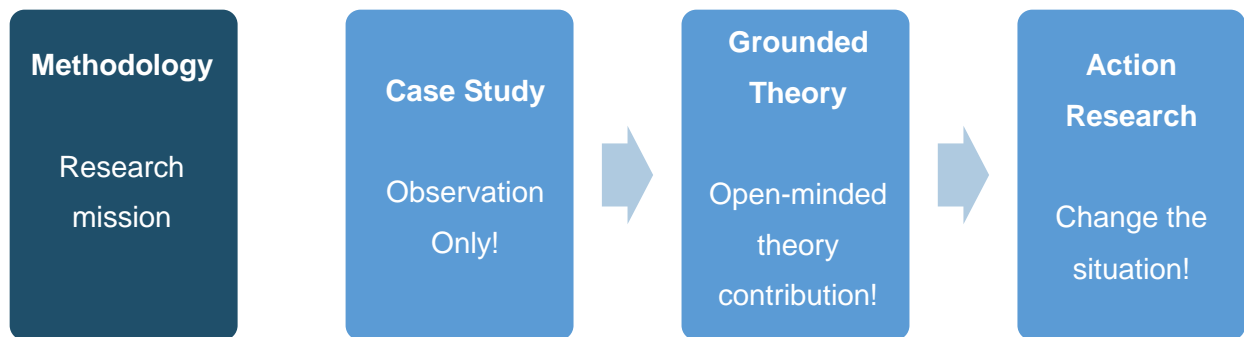 Methodology
Research
mission
Case Study
Observation
Only!
Grounded
Theory
Open-minded
theory
contribution!
Action
Research
Change the
situation!